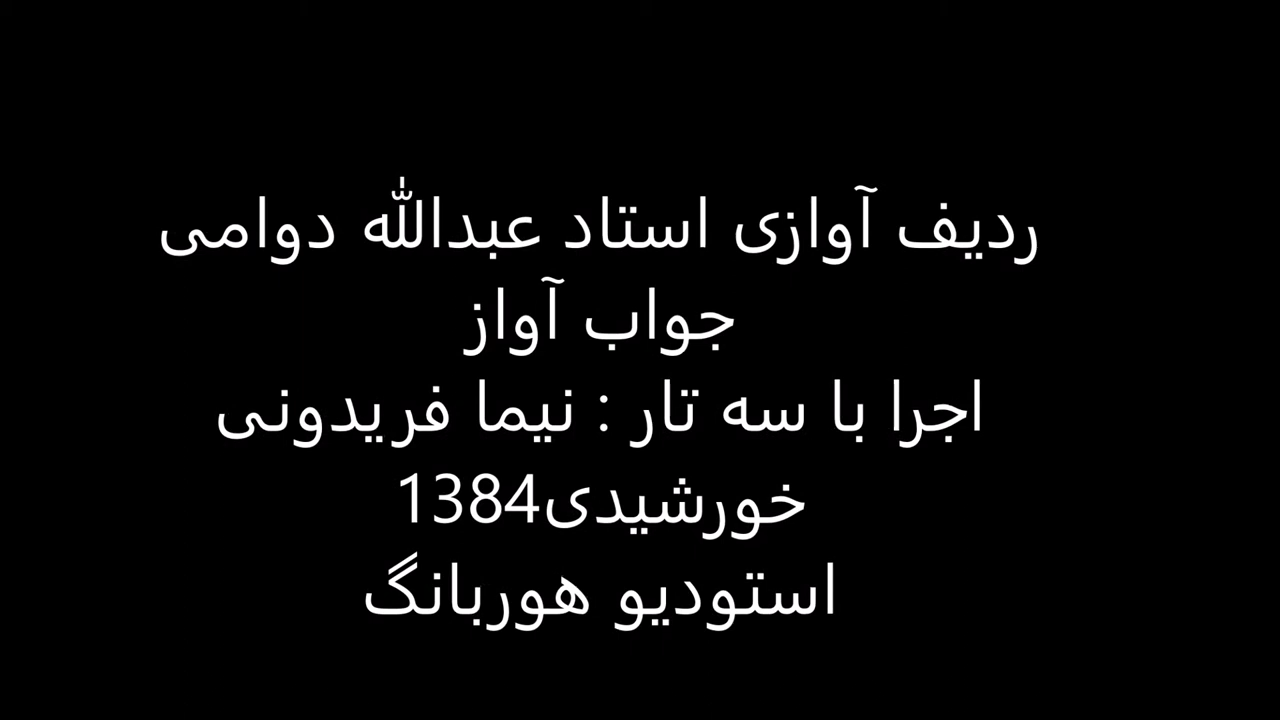 ردیف آوازی استاد عبدالله دوامی
جواب آواز
اجرا با سه تار : نیما فریدونی
خورشیدی1384
استودیو هوربانگ